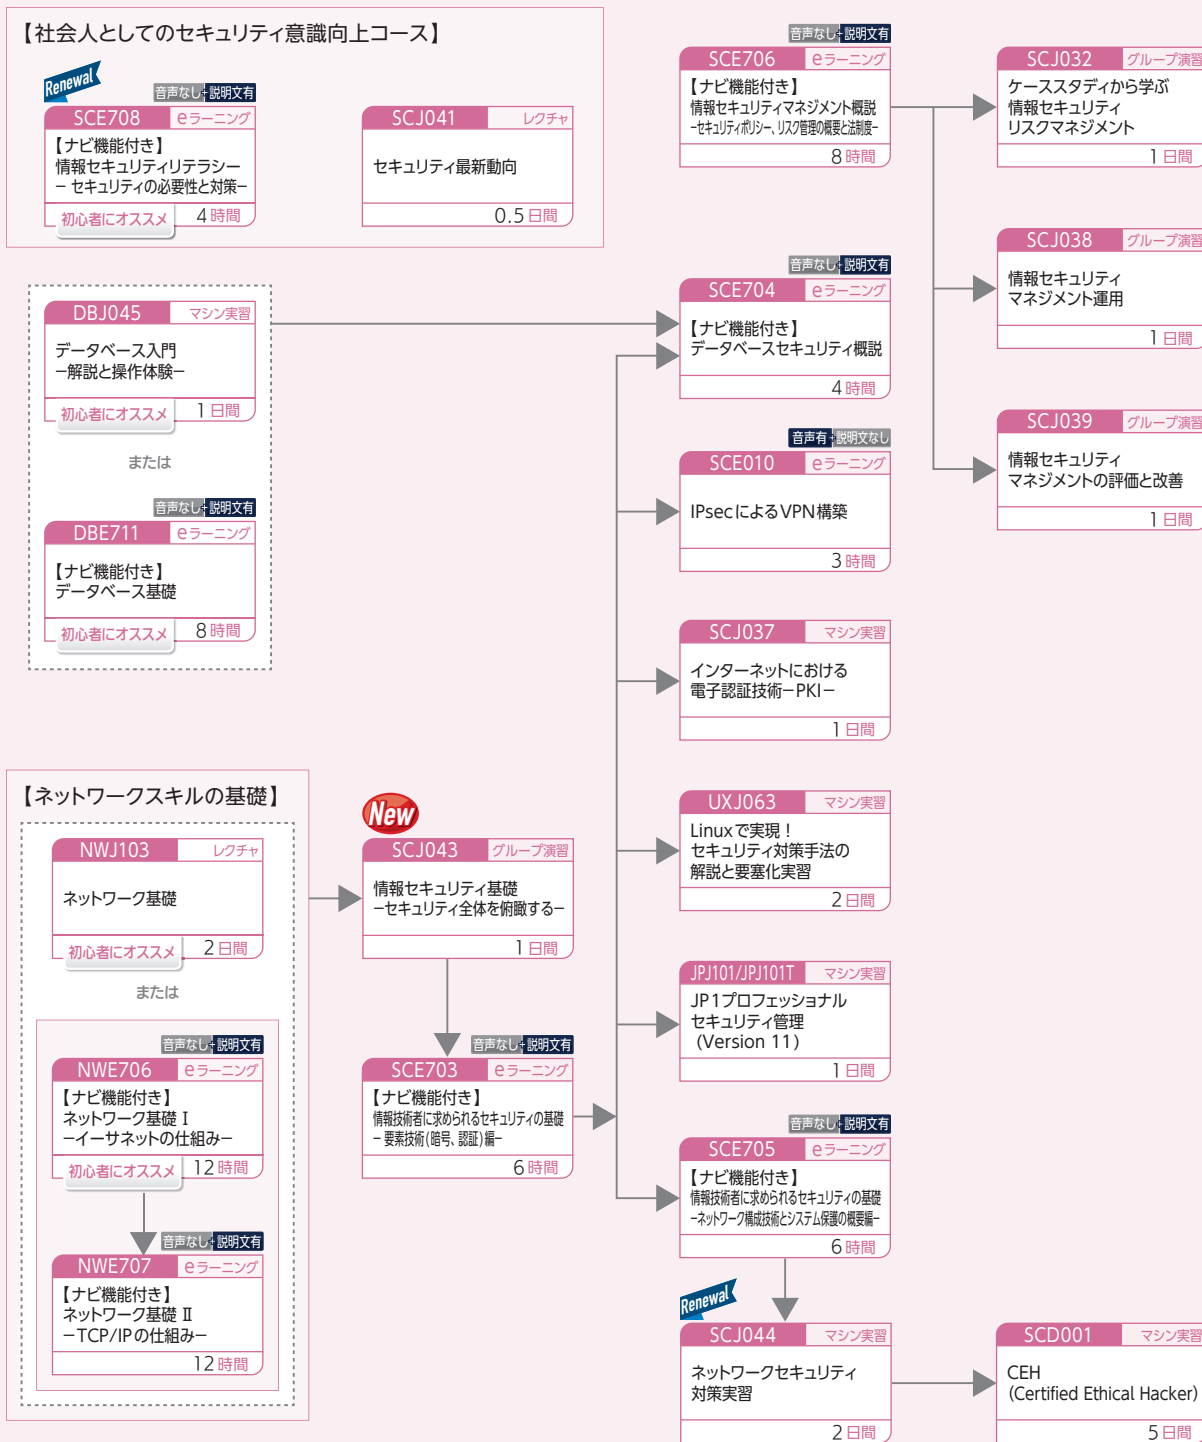 【社会人としてのセキュリティ意識向上コース】
Renewal
音声なし+説明文有
SCE708 eラーニング
【ナビ機能付き】
情報セキュリティリテラシー
− セキュリティの必要性と対策−
初心者にオススメ 4時間
SCJ041 レクチャ
セキュリティ最新動向
0.5日間
音声なし+説明文有
SCE706 eラーニング
【ナビ機能付き】
情報セキュリティマネジメント概説
−セキュリティポリシー、リスク管理の概要と法制度−
8時間
SCJ032 グループ演習
ケーススタディから学ぶ
情報セキュリティ
リスクマネジメント
1日間
SCJ038 グループ演習
情報セキュリティ
マネジメント運用
1日間
SCJ039 グループ演習
情報セキュリティ
マネジメントの評価と改善
1日間
DBJ045 マシン実習
データベース入門
−解説と操作体験−
初心者にオススメ 1日間
または
音声なし+説明文有
DBE711 eラーニング
【ナビ機能付き】
データベース基礎
初心者にオススメ 8時間
音声なし+説明文有
SCE704 eラーニング
【ナビ機能付き】
データベースセキュリティ概説
4時間
音声有+説明文なし
SCE010 eラーニング
IPsecによるVPN構築
3時間
SCJ037 マシン実習
インターネットにおける
電子認証技術−PKI−
1日間
UXJ063 マシン実習
Linuxで実現！
セキュリティ対策手法の
解説と要塞化実習
2日間
JPJ101/JPJ101T マシン実習
JP1プロフェッショナル
セキュリティ管理
(Version 11)
1日間
音声なし+説明文有
SCE705 eラーニング
【ナビ機能付き】
情報技術者に求められるセキュリティの基礎
−ネットワーク構成技術とシステム保護の概要編−
6時間
【ネットワークスキルの基礎】
NWJ103 レクチャ
ネットワーク基礎
初心者にオススメ 2日間
または
音声なし+説明文有
NWE706 eラーニング
【ナビ機能付き】
ネットワーク基礎 I
−イーサネットの仕組み−
初心者にオススメ 12時間
音声なし+説明文有
NWE707 eラーニング
【ナビ機能付き】
ネットワーク基礎 II
−TCP/IPの仕組み−
12時間
New
SCJ043 グループ演習
情報セキュリティ基礎
−セキュリティ全体を俯瞰する−
1日間
音声なし+説明文有
SCE703 eラーニング
【ナビ機能付き】
情報技術者に求められるセキュリティの基礎
− 要素技術(暗号、認証)編−
6時間
Renewal
SCJ044 マシン実習
ネットワークセキュリティ
対策実習
2日間
SCD001 マシン実習
CEH
(Certified Ethical Hacker)
5日間